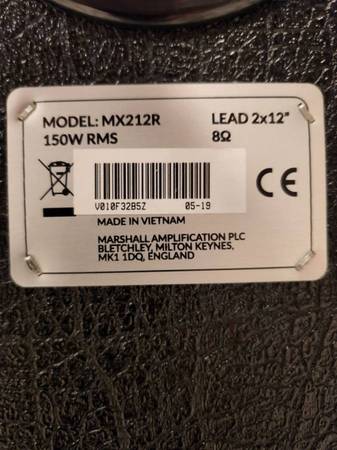 MODEL: MX212R LEAD 2x12"
150W RMS 8Ω
V010F32B5Z 05-19
MADE IN VIETNAM
MARSHALL AMPLIFICATION PLC
BLETCHLEY, MILTON KEYNES,
MK1 1DQ, ENGLAND
CE